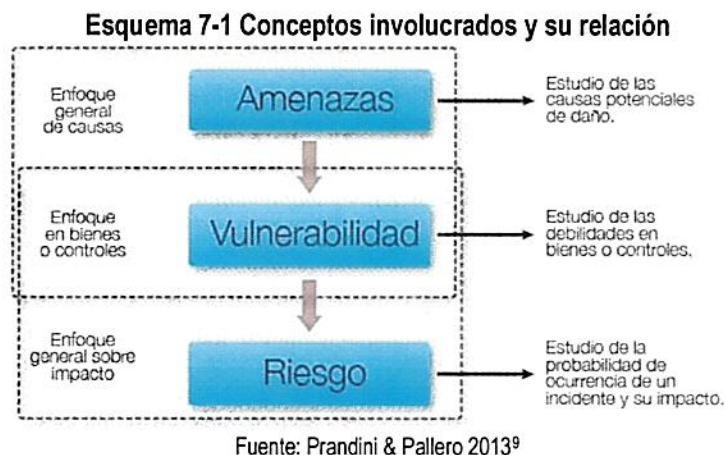 Esquema 7-1 Conceptos involucrados y su relación
Enfoque
general
de causas
Amenazas
Estudio de las
causas potenciales
de daño.
Enfoque
en bienes
o controles
Vulnerabilidad
Estudio de las
debilidades en
bienes o controles.
Enfoque
general sobre
impacto
Riesgo
Estudio de la
probabilidad de
ocurrencia de un
incidente y su impacto.
Fuente: Prandini & Pallero 2013⁹